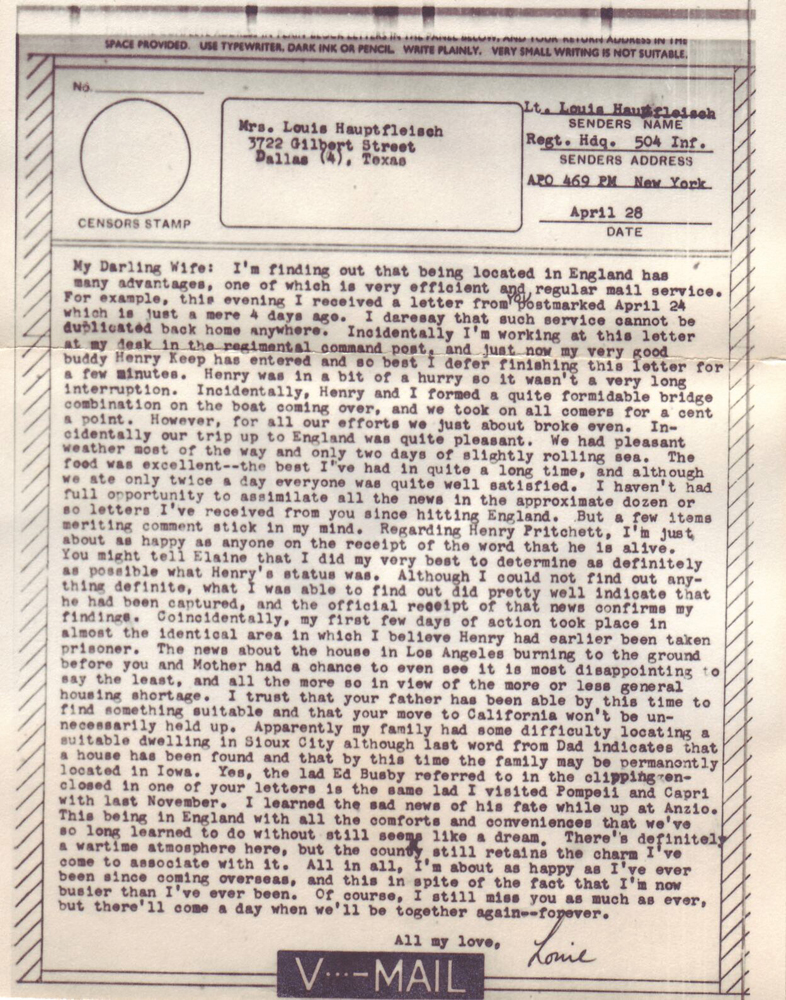 SPACE PROVIDED. USE TYPEWRITER, DARK INK OR PENCIL. WRITE PLAINLY. VERY SMALL WRITING IS NOT SUITABLE.
No.
CENSORS STAMP
Mrs. Louis Hauptfleisch
3722 Gilbert Street
Dallas (4), Texas
Lt. Louis Hauptfleisch
SENDERS NAME
Regt. Hdq. 504 Inf.
SENDERS ADDRESS
APO 469 PM New York
April 28
DATE
My Darling Wife: I'm finding out that being located in England has
many advantages, one of which is very efficient and regular mail service.
For example, this evening I received a letter from you postmarked April 24
which is just a mere 4 days ago. I daresay that such service cannot be
duplicated back home anywhere. Incidentally I'm working at this letter
at my desk in the regimental command post, and just now my very good
buddy Henry Keep has entered and so best I defer finishing this letter for
a few minutes. Henry was in a bit of a hurry so it wasn't a very long
interruption. Incidentally, Henry and I formed a quite formidable bridge
combination on the boat coming over, and we took on all comers for a cent
a point. However, for all our efforts we just about broke even. In-
cidentally our trip up to England was quite pleasant. We had pleasant
weather most of the way and only two days of slightly rolling sea. The
food was excellent--the best I've had in quite a long time, and although
we ate only twice a day everyone was quite well satisfied. I haven't had
full opportunity to assimilate all the news in the approximate dozen or
so letters I've received from you since hitting England. But a few items
meriting comment stick in my mind. Regarding Henry Pritchett, I'm just
about as happy as anyone on the receipt of the word that he is alive.
You might tell Elaine that I did my very best to determine as definitely
as possible what Henry's status was. Although I could not find out any-
thing definite, what I was able to find out did pretty well indicate that
he had been captured, and the official receipt of that news confirms my
findings. Coincidentally, my first few days of action took place in
almost the identical area in which I believe Henry had earlier been taken
prisoner. The news about the house in Los Angeles burning to the ground
before you and Mother had a chance to even see it is most disappointing to
say the least, and all the more so in view of the more or less general
housing shortage. I trust that your father has been able by this time to
find something suitable and that your move to California won't be un-
necessarily held up. Apparently my family had some difficulty locating a
suitable dwelling in Sioux City although last word from Dad indicates that
a house has been found and that by this time the family may be permanently
located in Iowa. Yes, the lad Ed Busby referred to in the clipping en-
closed in one of your letters is the same lad I visited Pompeii and Capri
with last November. I learned the sad news of his fate while up at Anzio.
This being in England with all the comforts and conveniences that we've
so long learned to do without still seems like a dream. There's definitely
a wartime atmosphere here, but the county still retains the charm I've
come to associate with it. All in all, I'm about as happy as I've ever
been since coming overseas, and this in spite of the fact that I'm now
busier than I've ever been. Of course, I still miss you as much as ever,
but there'll come a day when we'll be together again--forever.
All my love,
Louie
V···—MAIL